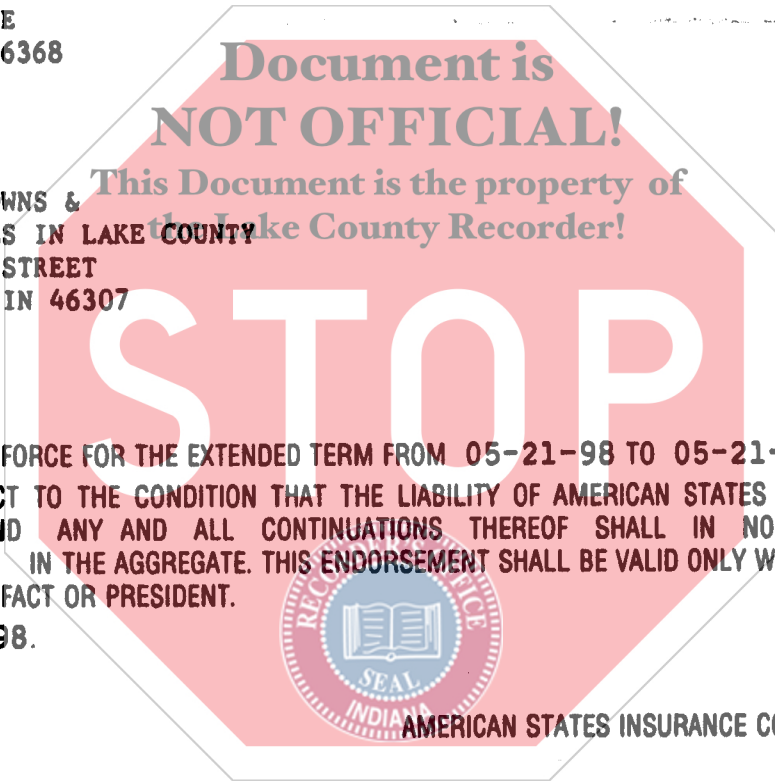 E
6368
Document is
NOT OFFICIAL!
This Document is the property of
the Lake County Recorder!
WNS &
S IN LAKE COUNTY
STREET
IN 46307
STOP
FORCE FOR THE EXTENDED TERM FROM 05-21-98 TO 05-21-
CT TO THE CONDITION THAT THE LIABILITY OF AMERICAN STATES
ND ANY AND ALL CONTINUATIONS THEREOF SHALL IN NO
IN THE AGGREGATE. THIS ENDORSEMENT SHALL BE VALID ONLY W
FACT OR PRESIDENT.
98.
RECORDER'S OFFICE
SEAL
INDIANA
AMERICAN STATES INSURANCE CO